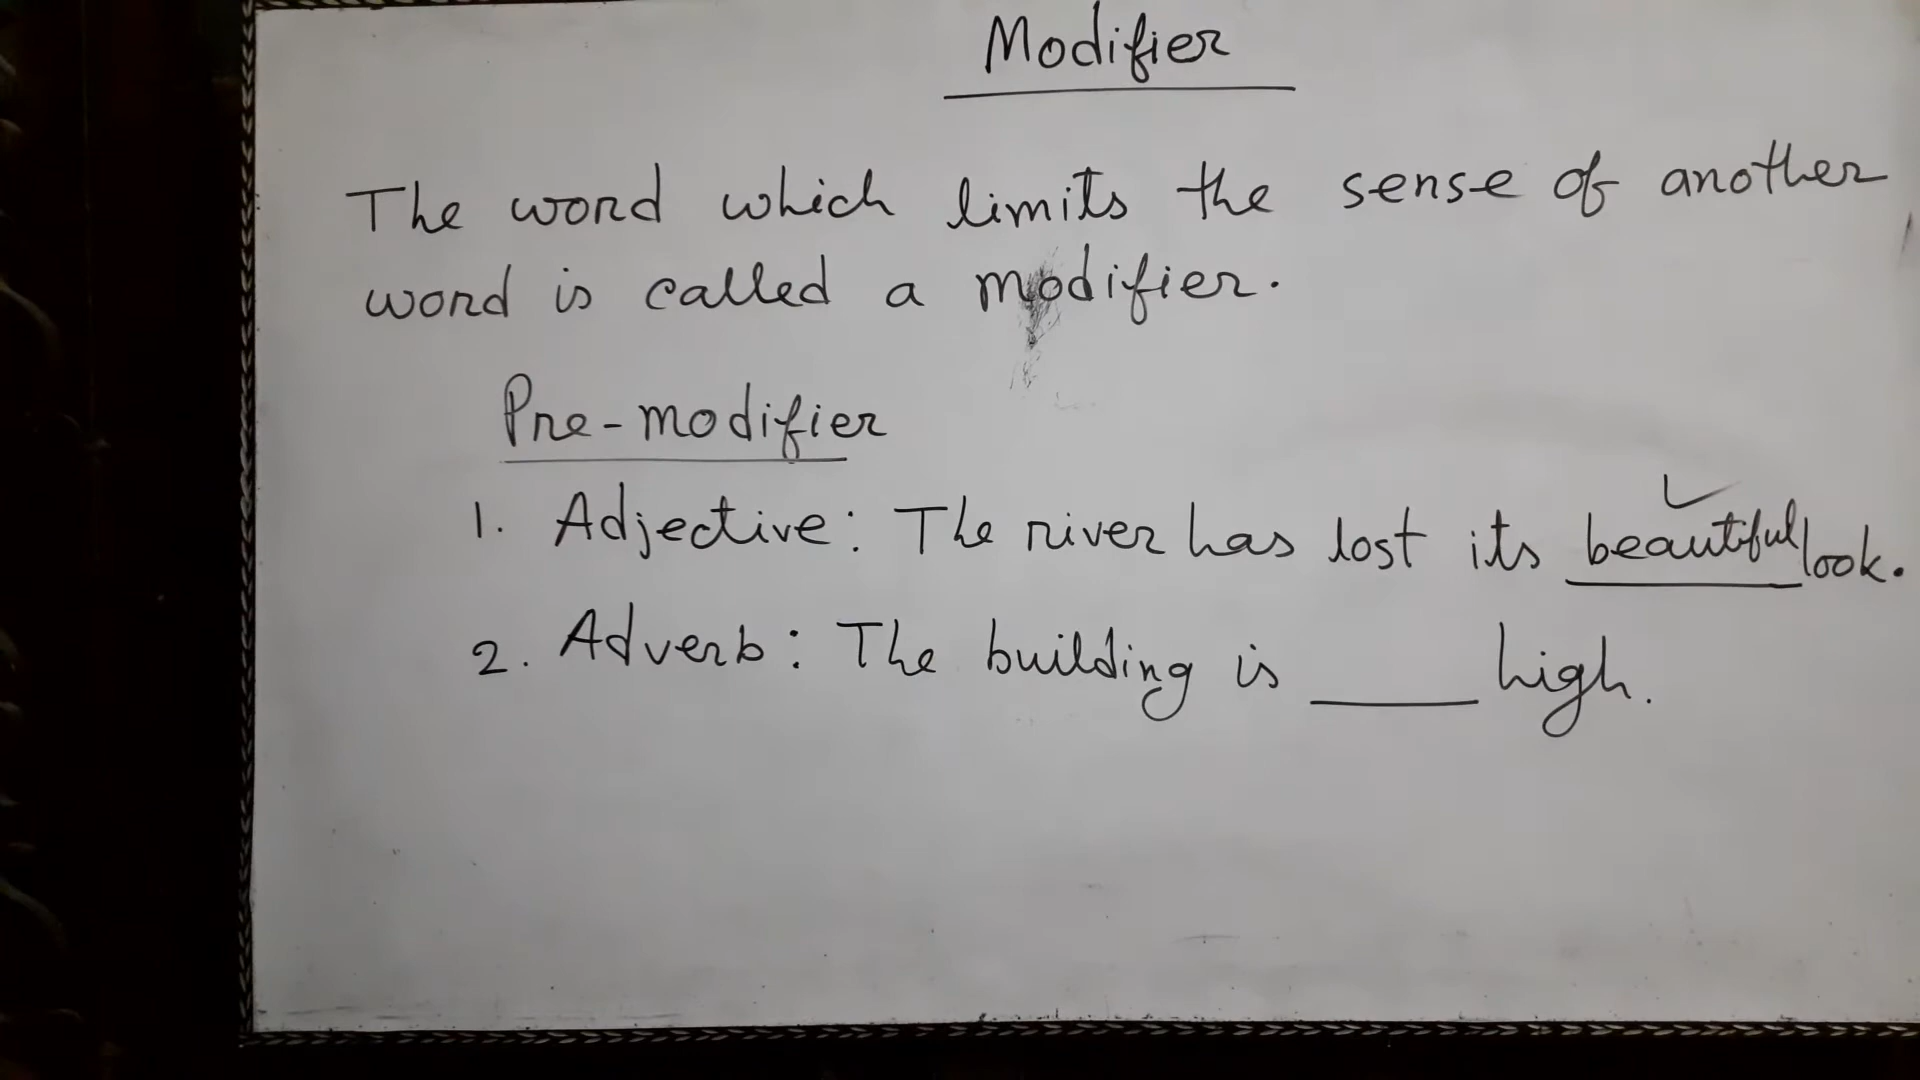 Modifier
The word which limits the sense of another
word is called a modifier.
Pre-modifier
1. Adjective: The river has lost its beautiful look.
2. Adverb: The building is ____ high.